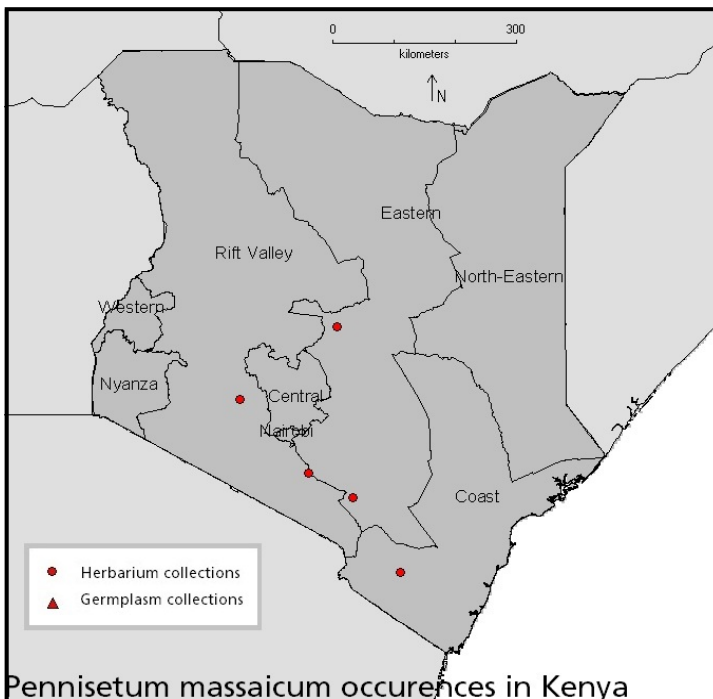 0 300
kilometers
N
Eastern
Rift Valley
North-Eastern
Western
Nyanza
Central
Nairobi
Coast
Herbarium collections
Germplasm collections
Pennisetum massaicum occurences in Kenya